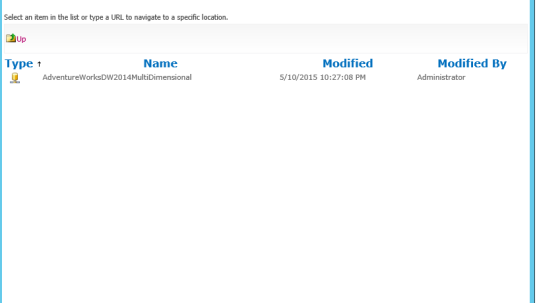 Select an item in the list or type a URL to navigate to a specific location.
Up
Type ↑ Name Modified Modified By
AdventureWorksDW2014MultiDimensional 5/10/2015 10:27:08 PM Administrator